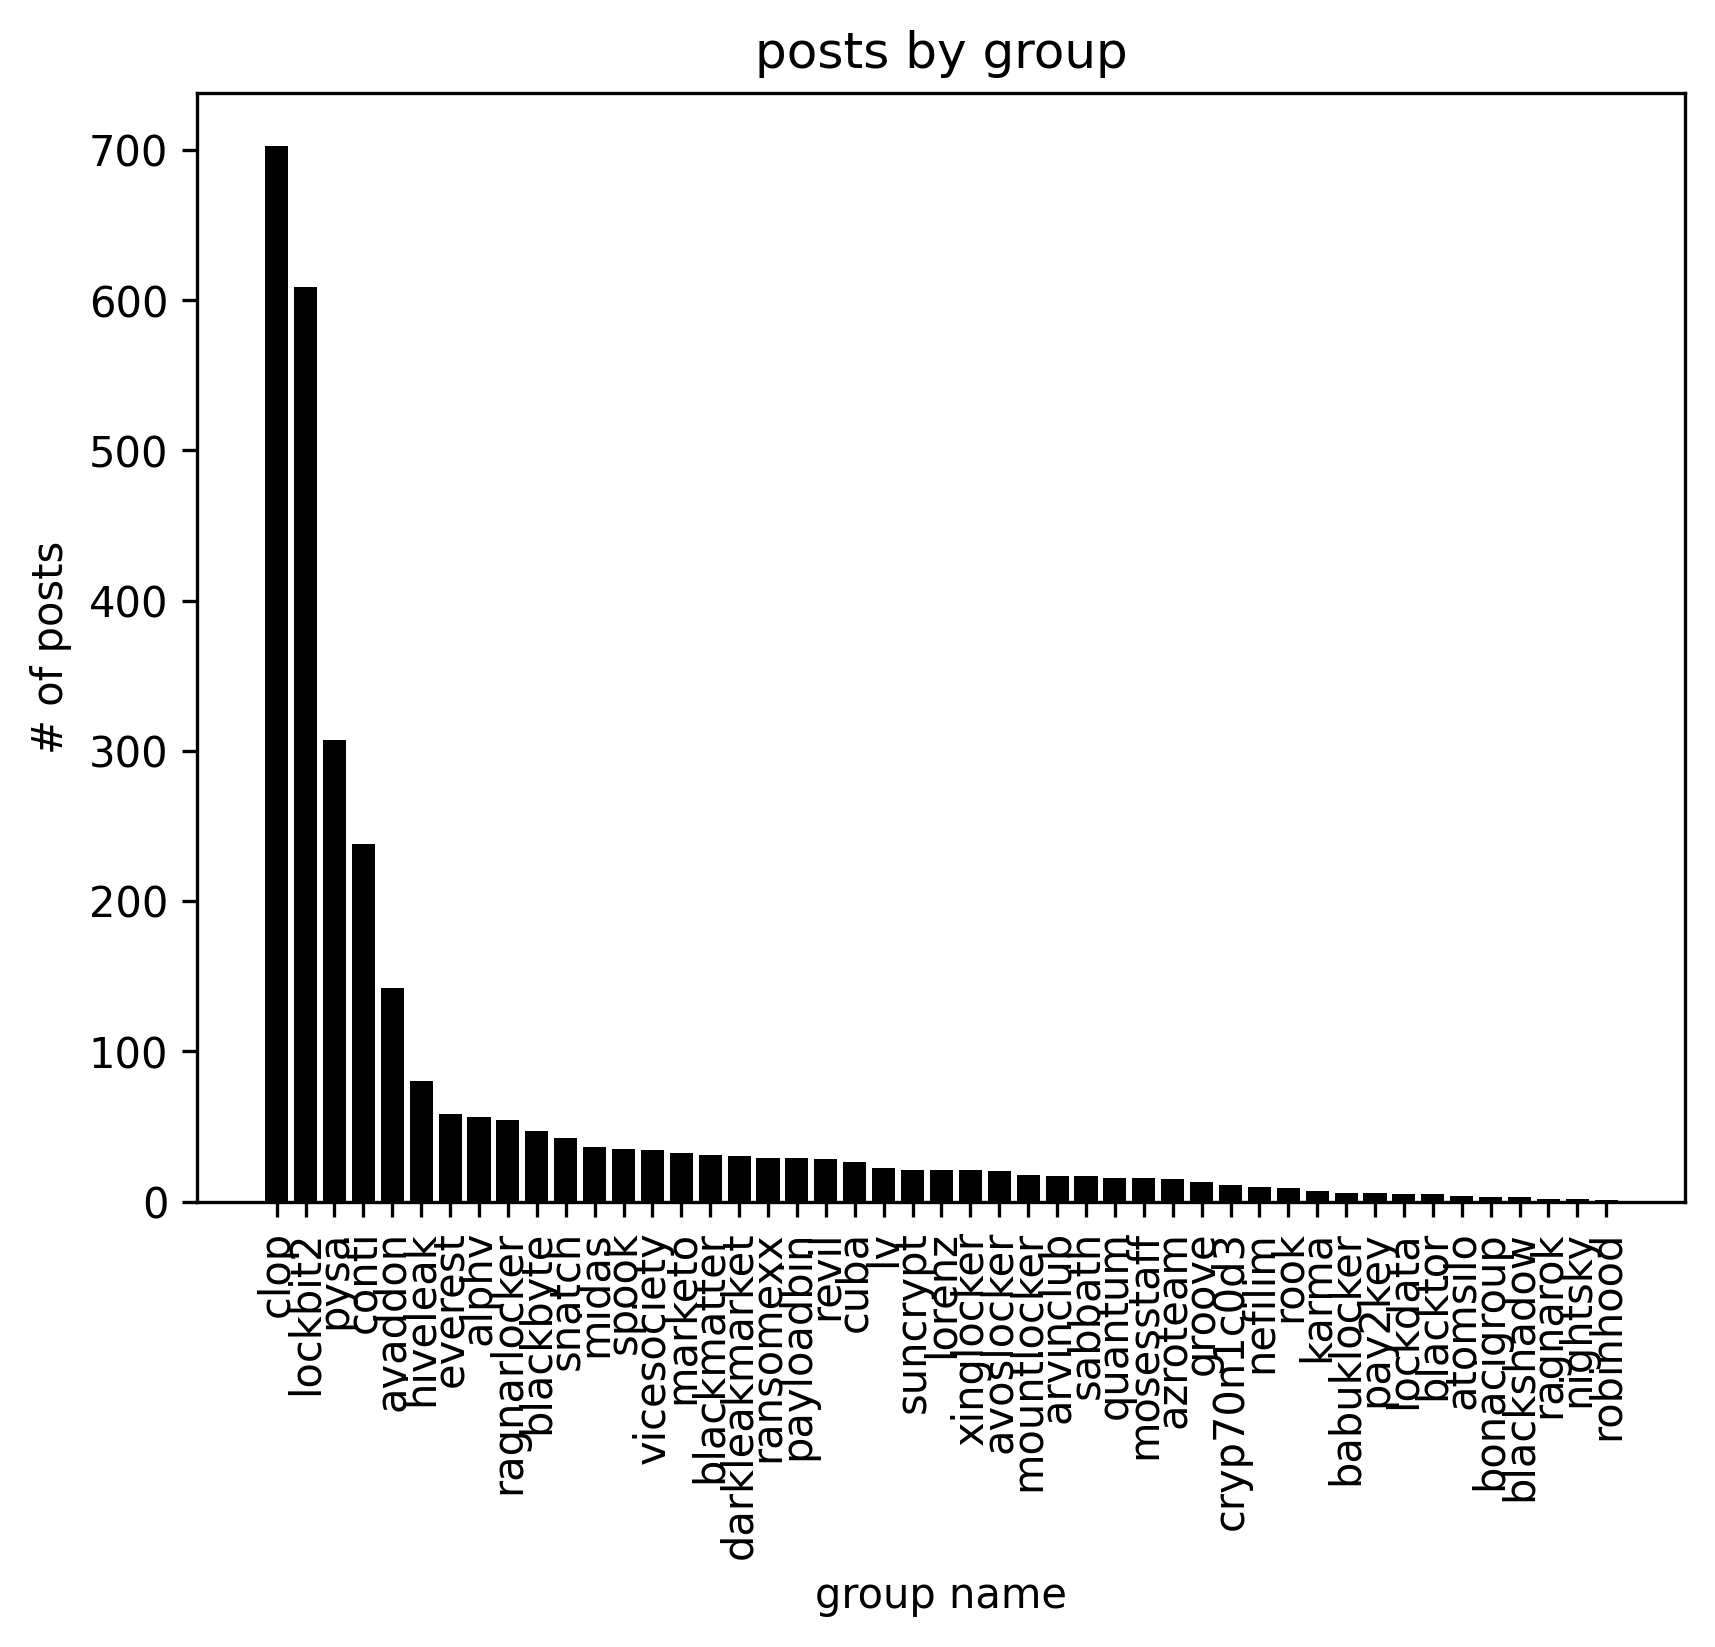 posts by group
# of posts
700
600
500
400
300
200
100
0
clop
lockbit2
pysa
conti
avaddon
hiveleak
everest
alphv
ragnarlocker
blackbyte
snatch
midas
spook
vicesociety
marketo
blackmatter
darkleakmarket
ransomexx
payloadbin
revil
cuba
lv
suncrypt
lorenz
xinglocker
avoslocker
mountlocker
arvinclub
sabbath
quantum
mosesstaff
azroteam
groove
cryp70n1c0d3
nefilim
rook
karma
babuklocker
pay2key
lockdata
blacktor
atomsilo
bonacigroup
blackshadow
ragnarok
nightsky
robinhood
group name